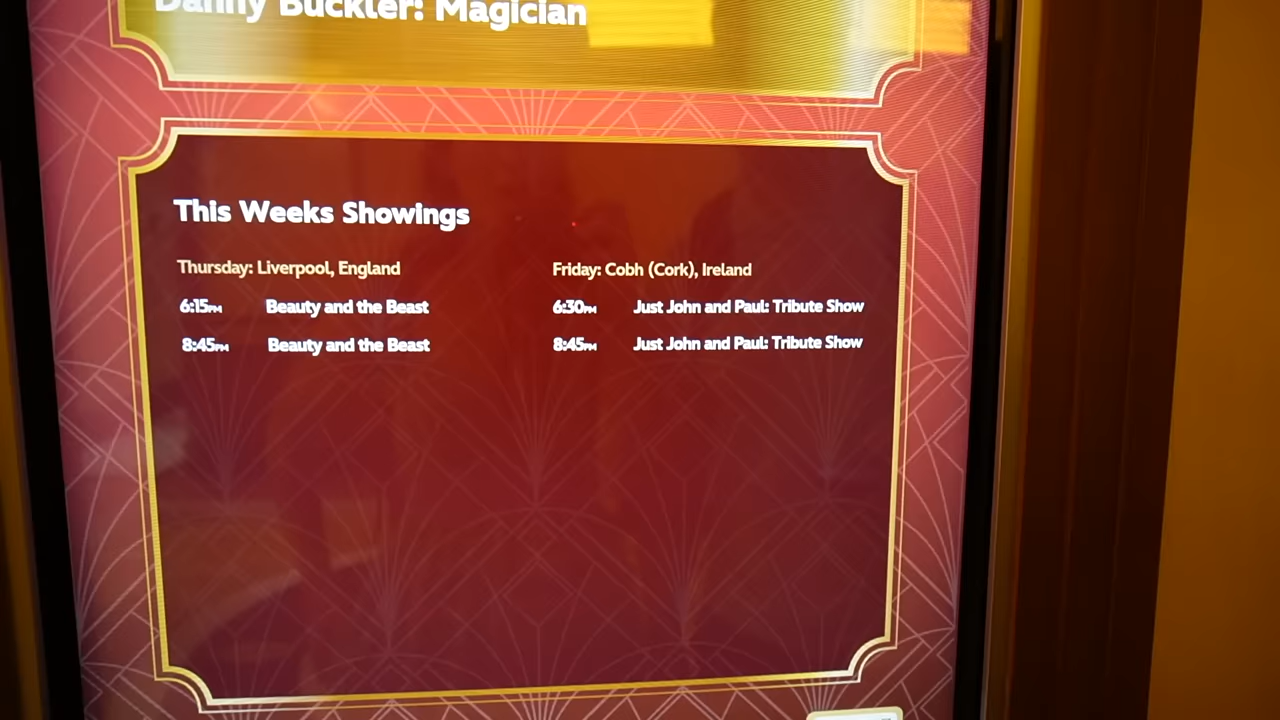 Danny Buckler: Magician
This Weeks Showings
Thursday: Liverpool, England
6:15PM Beauty and the Beast
8:45PM Beauty and the Beast
Friday: Cobh (Cork), Ireland
6:30PM Just John and Paul: Tribute Show
8:45PM Just John and Paul: Tribute Show